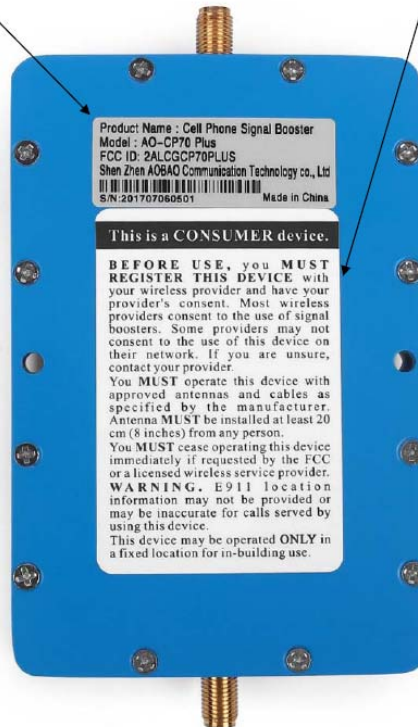 Product Name : Cell Phone Signal Booster
Model : AO-CP70 Plus
FCC ID: 2ALCGCP70PLUS
Shen Zhen AOBAO Communication Technology co., Ltd
S/N:201707060501 Made in China
This is a CONSUMER device.
BEFORE USE, you MUST
REGISTER THIS DEVICE with
your wireless provider and have your
provider's consent. Most wireless
providers consent to the use of signal
boosters. Some providers may not
consent to the use of this device on
their network. If you are unsure,
contact your provider.
You MUST operate this device with
approved antennas and cables as
specified by the manufacturer.
Antenna MUST be installed at least 20
cm (8 inches) from any person.
You MUST cease operating this device
immediately if requested by the FCC
or a licensed wireless service provider.
WARNING. E911 location
information may not be provided or
may be inaccurate for calls served by
using this device.
This device may be operated ONLY in
a fixed location for in-building use.